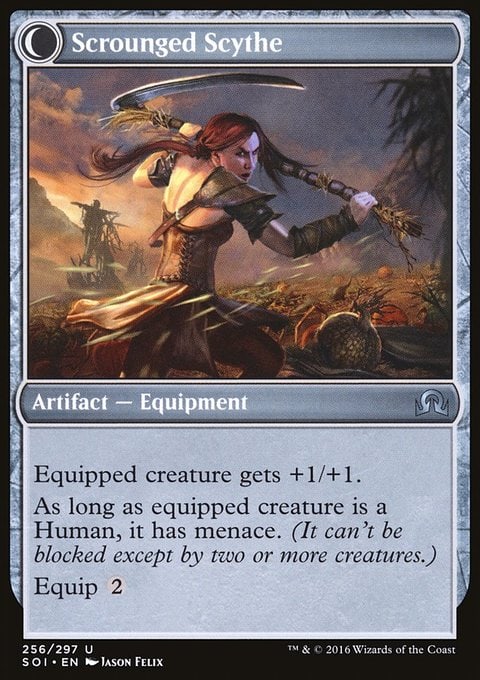 Scrounged Scythe
Artifact — Equipment
Equipped creature gets +1/+1.
As long as equipped creature is a
Human, it has menace. (It can't be
blocked except by two or more creatures.)
Equip 2
256/297 U
SOI • EN Jason Felix
™ & © 2016 Wizards of the Coast